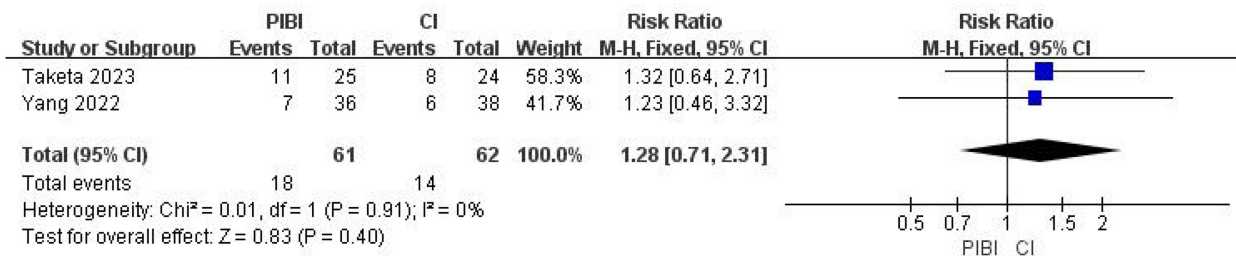 PIBI CI Risk Ratio Risk Ratio
Study or Subgroup Events Total Events Total Weight M-H, Fixed, 95% CI M-H, Fixed, 95% CI
Taketa 2023 11 25 8 24 58.3% 1.32 [0.64, 2.71]
Yang 2022 7 36 6 38 41.7% 1.23 [0.46, 3.32]
Total (95% CI) 61 62 100.0% 1.28 [0.71, 2.31]
Total events 18 14
Heterogeneity: Chi² = 0.01, df = 1 (P = 0.91); I² = 0%
Test for overall effect: Z = 0.83 (P = 0.40)
0.5 0.7 1 1.5 2
PIBI CI